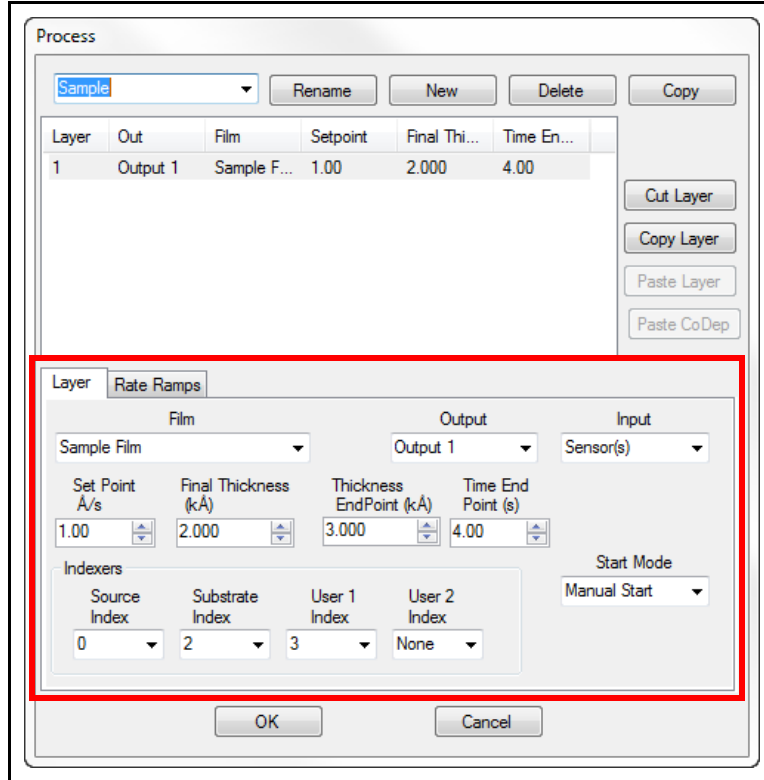 Process
Sample Rename New Delete Copy
Layer Out Film Setpoint Final Thi... Time En...
1 Output 1 Sample F... 1.00 2.000 4.00
Cut Layer
Copy Layer
Paste Layer
Paste CoDep
Layer Rate Ramps
Film Output Input
Sample Film Output 1 Sensor(s)
Set Point Final Thickness Thickness Time End
Å/s (kÅ) EndPoint (kÅ) Point (s)
1.00 2.000 3.000 4.00
Indexers Start Mode
Source Substrate User 1 User 2 Manual Start
Index Index Index Index
0 2 3 None
OK Cancel